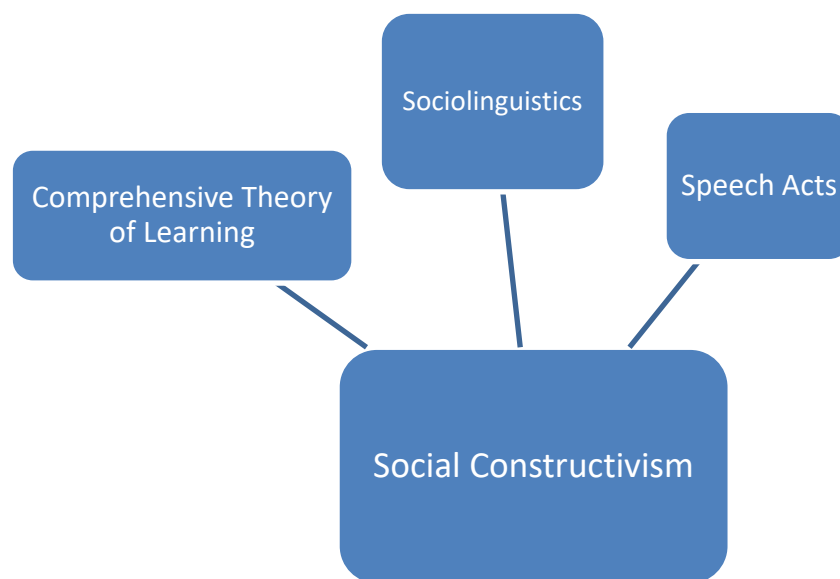 Sociolinguistics
Speech Acts
Comprehensive Theory
of Learning
Social Constructivism